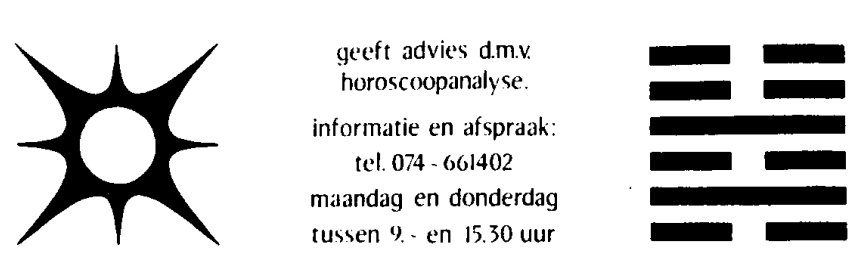 geeft advies d.m.v.
horoscoopanalyse.
informatie en afspraak:
tel. 074 - 661402
maandag en donderdag
tussen 9.- en 15.30 uur